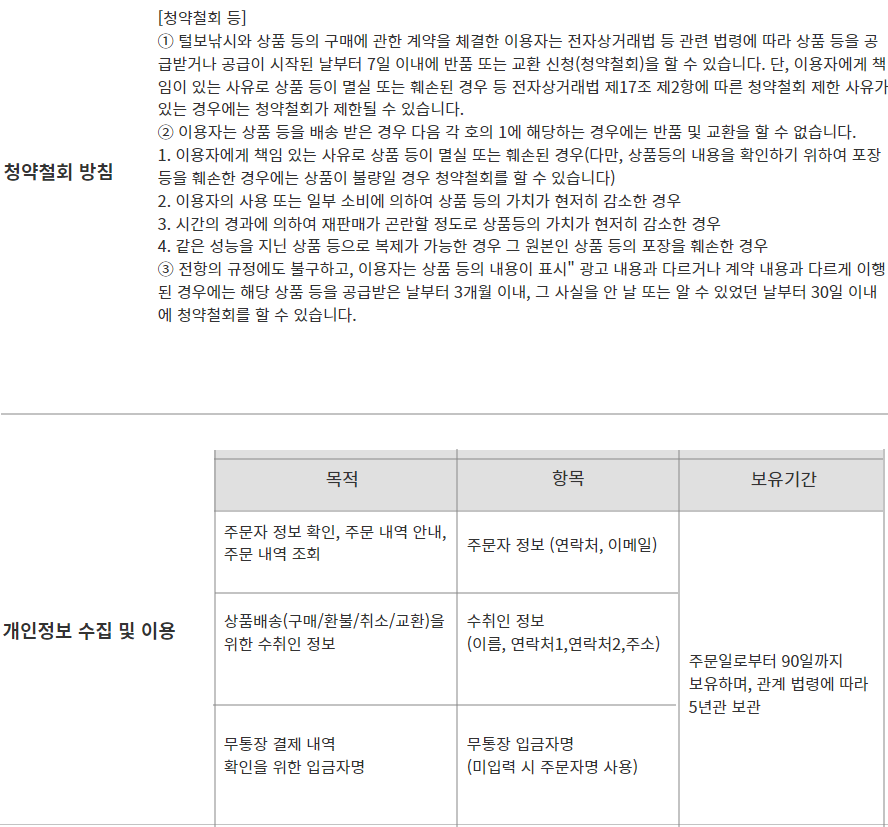 [청약철회 등]
① 털보낚시와 상품 등의 구매에 관한 계약을 체결한 이용자는 전자상거래법 등 관련 법령에 따라 상품 등을 공
급받거나 공급이 시작된 날부터 7일 이내에 반품 또는 교환 신청(청약철회)을 할 수 있습니다. 단, 이용자에게 책
임이 있는 사유로 상품 등이 멸실 또는 훼손된 경우 등 전자상거래법 제17조 제2항에 따른 청약철회 제한 사유가
있는 경우에는 청약철회가 제한될 수 있습니다.
② 이용자는 상품 등을 배송 받은 경우 다음 각 호의 1에 해당하는 경우에는 반품 및 교환을 할 수 없습니다.
청약철회 방침
1. 이용자에게 책임 있는 사유로 상품 등이 멸실 또는 훼손된 경우(다만, 상품등의 내용을 확인하기 위하여 포장
등을 훼손한 경우에는 상품이 불량일 경우 청약철회를 할 수 있습니다)
2. 이용자의 사용 또는 일부 소비에 의하여 상품 등의 가치가 현저히 감소한 경우
3. 시간의 경과에 의하여 재판매가 곤란할 정도로 상품등의 가치가 현저히 감소한 경우
4. 같은 성능을 지닌 상품 등으로 복제가 가능한 경우 그 원본인 상품 등의 포장을 훼손한 경우
③ 전항의 규정에도 불구하고, 이용자는 상품 등의 내용이 표시" 광고 내용과 다르거나 계약 내용과 다르게 이행
된 경우에는 해당 상품 등을 공급받은 날부터 3개월 이내, 그 사실을 안 날 또는 알 수 있었던 날부터 30일 이내
에 청약철회를 할 수 있습니다.
개인정보 수집 및 이용
목적
항목
보유기간
주문자 정보 확인, 주문 내역 안내,
주문 내역 조회
주문자 정보 (연락처, 이메일)
상품배송(구매/환불/취소/교환)을
위한 수취인 정보
수취인 정보
(이름, 연락처1,연락처2,주소)
주문일로부터 90일까지
보유하며, 관계 법령에 따라
5년관 보관
무통장 결제 내역
확인을 위한 입금자명
무통장 입금자명
(미입력 시 주문자명 사용)